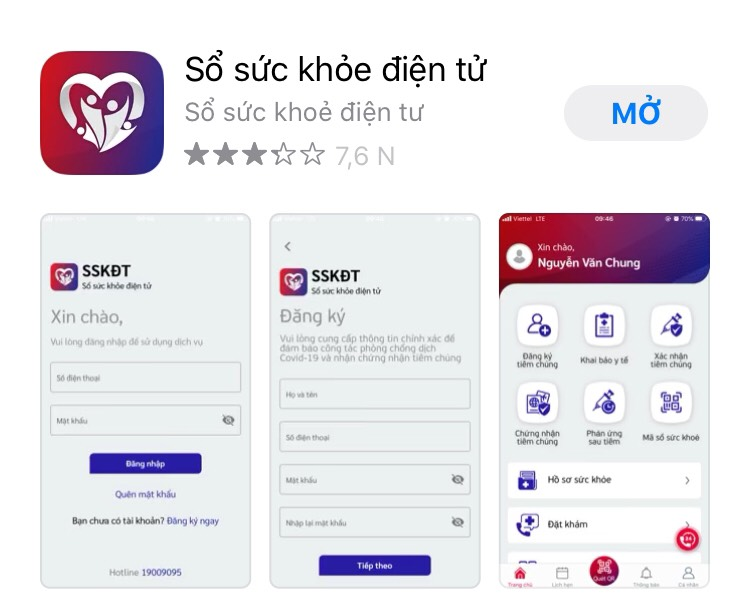 Sổ sức khỏe điện tử
Sổ sức khoẻ điện tư
MỞ
7,6 N
SSKĐT
Sổ sức khỏe điện tử
Xin chào,
Vui lòng đăng nhập để sử dụng dịch vụ
Số điện thoại
Mật khẩu
Đăng nhập
Quên mật khẩu
Bạn chưa có tài khoản? Đăng ký ngay
Hotline 19009095
SSKĐT
Sổ sức khỏe điện tử
Đăng ký
Vui lòng cung cấp thông tin chính xác để
đảm bảo công tác phòng chống dịch
Covid-19 và nhận chứng nhận tiêm chủng
Họ và tên
Số điện thoại
Mật khẩu
Nhập lại mật khẩu
Tiếp theo
Viettel LTE 09:46 70%
Xin chào,
Nguyễn Văn Chung
Đăng ký
tiêm chủng
Khai báo y tế
Xác nhận
tiêm chủng
Chứng nhận
tiêm chủng
Phản ứng
sau tiêm
Mã số sức khoẻ
Hồ sơ sức khỏe
Đặt khám
24
Trang chủ
Lịch hẹn
Quét QR
Thông báo
Cá nhân